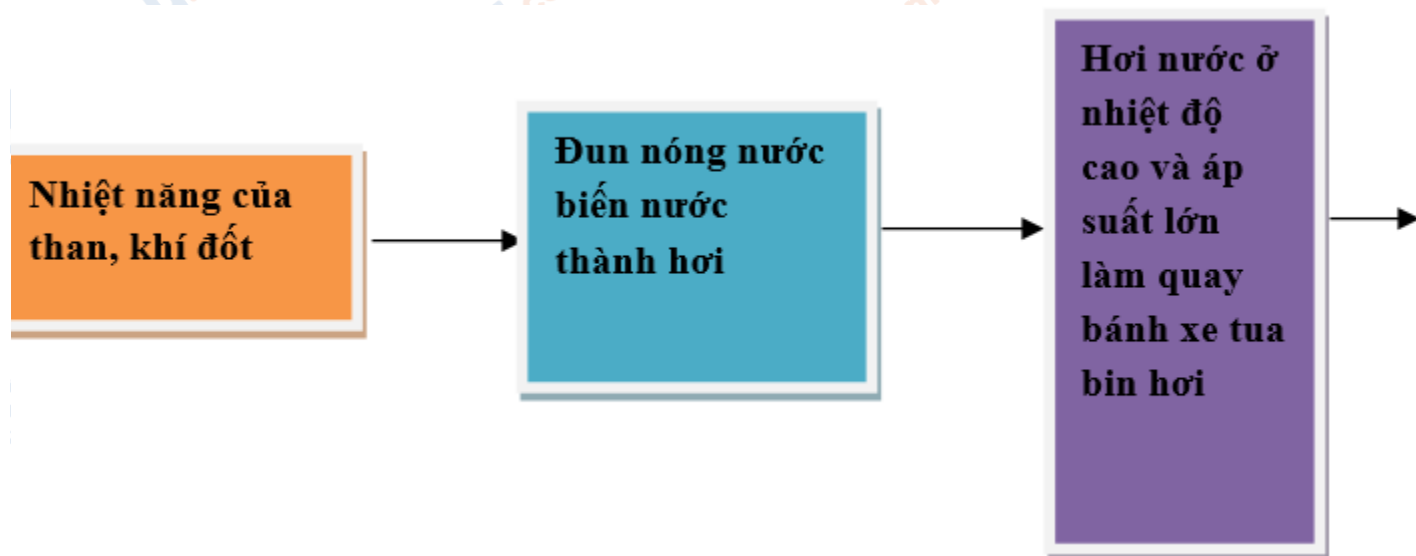 Nhiệt năng của
than, khí đốt
Đun nóng nước
biến nước
thành hơi
Hơi nước ở
nhiệt độ
cao và áp
suất lớn
làm quay
bánh xe tua
bin hơi